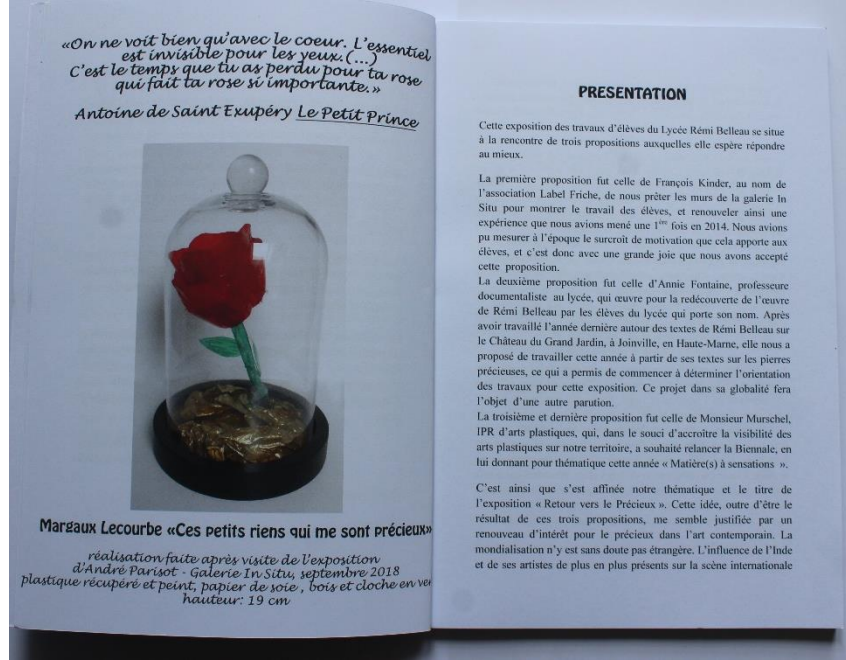 «On ne voit bien qu'avec le coeur. L'essentiel
est invisible pour les yeux.(...)
C'est le temps que tu as perdu pour ta rose
qui fait ta rose si importante.»
Antoine de Saint Exupéry Le Petit Prince
Margaux Lecourbe «Ces petits riens qui me sont précieux»
réalisation faite après visite de l'exposition
d'André Parisot - Galerie In Situ, septembre 2018
plastique récupéré et peint, papier de soie , bois et cloche en ver
hauteur: 19 cm
PRESENTATION
Cette exposition des travaux d'élèves du Lycée Rémi Belleau se situe
à la rencontre de trois propositions auxquelles elle espère répondre
au mieux.
La première proposition fut celle de François Kinder, au nom de
l'association Label Friche, de nous prêter les murs de la galerie In
Situ pour montrer le travail des élèves, et renouveler ainsi une
expérience que nous avions mené une 1ère fois en 2014. Nous avions
pu mesurer à l'époque le surcroît de motivation que cela apporte aux
élèves, et c'est donc avec une grande joie que nous avons accepté
cette proposition.
La deuxième proposition fut celle d'Annie Fontaine, professeure
documentaliste au lycée, qui œuvre pour la redécouverte de l'œuvre
de Rémi Belleau par les élèves du lycée qui porte son nom. Après
avoir travaillé l'année dernière autour des textes de Rémi Belleau sur
le Château du Grand Jardin, à Joinville, en Haute-Marne, elle nous a
proposé de travailler cette année à partir de ses textes sur les pierres
précieuses, ce qui a permis de commencer à déterminer l'orientation
des travaux pour cette exposition. Ce projet dans sa globalité fera
l'objet d'une autre parution.
La troisième et dernière proposition fut celle de Monsieur Murschel,
IPR d'arts plastiques, qui, dans le souci d'accroître la visibilité des
arts plastiques sur notre territoire, a souhaité relancer la Biennale, en
lui donnant pour thématique cette année « Matière(s) à sensations ».
C'est ainsi que s'est affinée notre thématique et le titre de
l'exposition « Retour vers le Précieux ». Cette idée, outre d'être le
résultat de ces trois propositions, me semble justifiée par un
renouveau d'intérêt pour le précieux dans l'art contemporain. La
mondialisation n'y est sans doute pas étrangère. L'influence de l'Inde
et de ses artistes de plus en plus présents sur la scène internationale